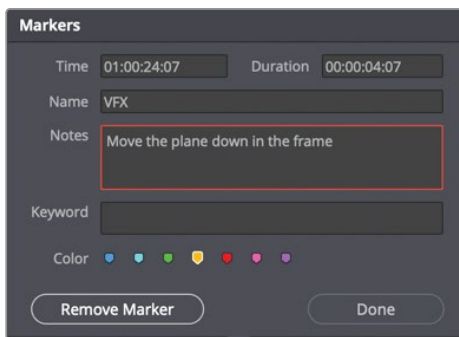 Markers
Time 01:00:24:07 Duration 00:00:04:07
Name VFX
Notes Move the plane down in the frame
Keyword
Color
Remove Marker Done